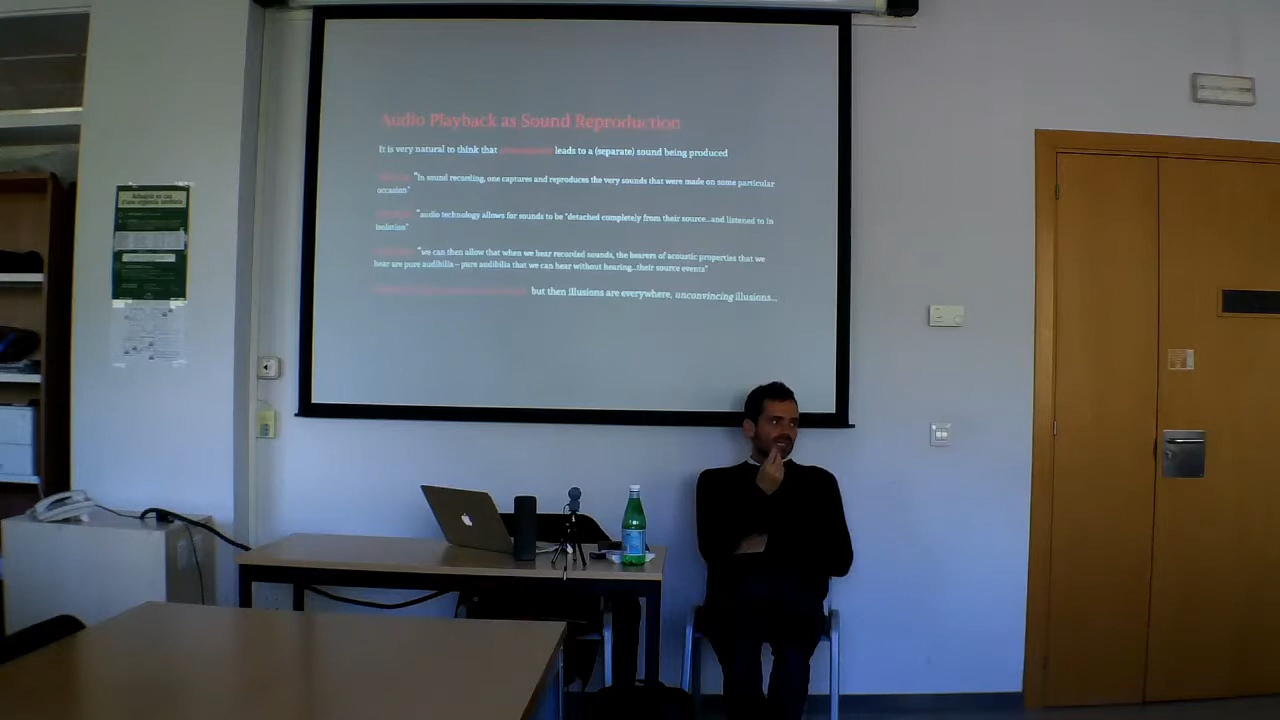 Audio Playback as Sound Reproduction
It is very natural to think that leads to a (separate) sound being produced
"In sound recording, one captures and reproduces the very sounds that were made on some particular
occasion"
"audio technology allows for sounds to be "detached completely from their source...and listened to in
isolation"
"we can then allow that when we hear recorded sounds, the bearers of acoustic properties that we
hear are pure audibilia – pure audibilia that we can hear without hearing...their source events"
but then illusions are everywhere, unconvincing illusions...